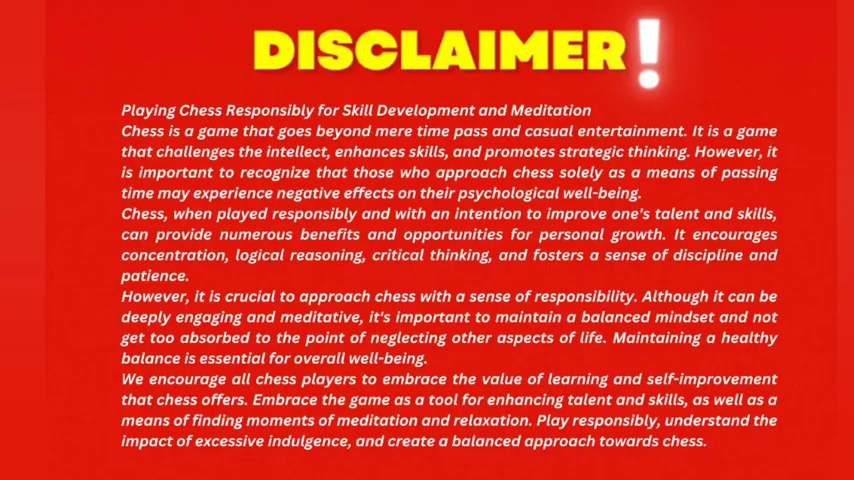 DISCLAIMER!
Playing Chess Responsibly for Skill Development and Meditation
Chess is a game that goes beyond mere time pass and casual entertainment. It is a game
that challenges the intellect, enhances skills, and promotes strategic thinking. However, it
is important to recognize that those who approach chess solely as a means of passing
time may experience negative effects on their psychological well-being.
Chess, when played responsibly and with an intention to improve one's talent and skills,
can provide numerous benefits and opportunities for personal growth. It encourages
concentration, logical reasoning, critical thinking, and fosters a sense of discipline and
patience.
However, it is crucial to approach chess with a sense of responsibility. Although it can be
deeply engaging and meditative, it's important to maintain a balanced mindset and not
get too absorbed to the point of neglecting other aspects of life. Maintaining a healthy
balance is essential for overall well-being.
We encourage all chess players to embrace the value of learning and self-improvement
that chess offers. Embrace the game as a tool for enhancing talent and skills, as well as a
means of finding moments of meditation and relaxation. Play responsibly, understand the
impact of excessive indulgence, and create a balanced approach towards chess.